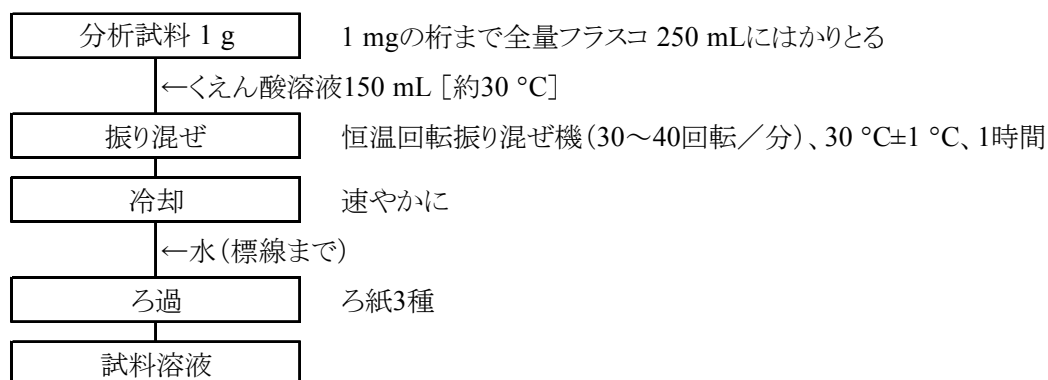 分析試料 1 g 1 mgの桁まで全量フラスコ 250 mLにはかりとる
←くえん酸溶液150 mL［約30 °C］
振り混ぜ 恒温回転振り混ぜ機（30～40回転／分）、30 °C±1 °C、1時間
冷却 速やかに
←水（標線まで）
ろ過 ろ紙3種
試料溶液